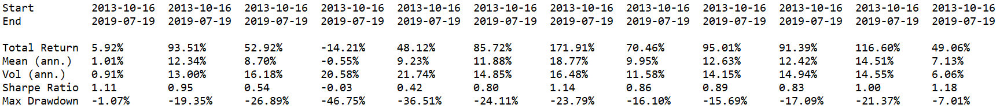 Start 2013-10-16 2013-10-16 2013-10-16 2013-10-16 2013-10-16 2013-10-16 2013-10-16 2013-10-16 2013-10-16 2013-10-16 2013-10-16 2013-10-16
End 2019-07-19 2019-07-19 2019-07-19 2019-07-19 2019-07-19 2019-07-19 2019-07-19 2019-07-19 2019-07-19 2019-07-19 2019-07-19 2019-07-19
Total Return 5.92% 93.51% 52.92% -14.21% 48.12% 85.72% 171.91% 70.46% 95.01% 91.39% 116.60% 49.06%
Mean (ann.) 1.01% 12.34% 8.70% -0.55% 9.23% 11.88% 18.77% 9.95% 12.63% 12.42% 14.51% 7.13%
Vol (ann.) 0.91% 13.00% 16.18% 20.58% 21.74% 14.85% 16.48% 11.58% 14.15% 14.94% 14.55% 6.06%
Sharpe Ratio 1.11 0.95 0.54 -0.03 0.42 0.80 1.14 0.86 0.89 0.83 1.00 1.18
Max Drawdown -1.07% -19.35% -26.89% -46.75% -36.51% -24.11% -23.79% -16.10% -15.69% -17.09% -21.37% -7.01%